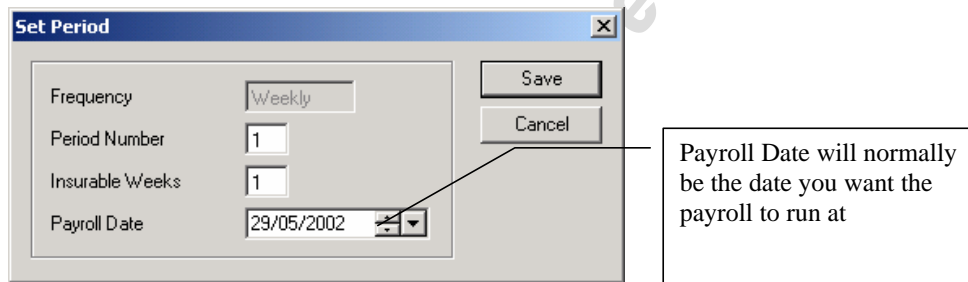 Set Period
Frequency
Weekly
Save
Period Number
1
Cancel
Insurable Weeks
1
Payroll Date
29/05/2002
Payroll Date will normally
be the date you want the
payroll to run at